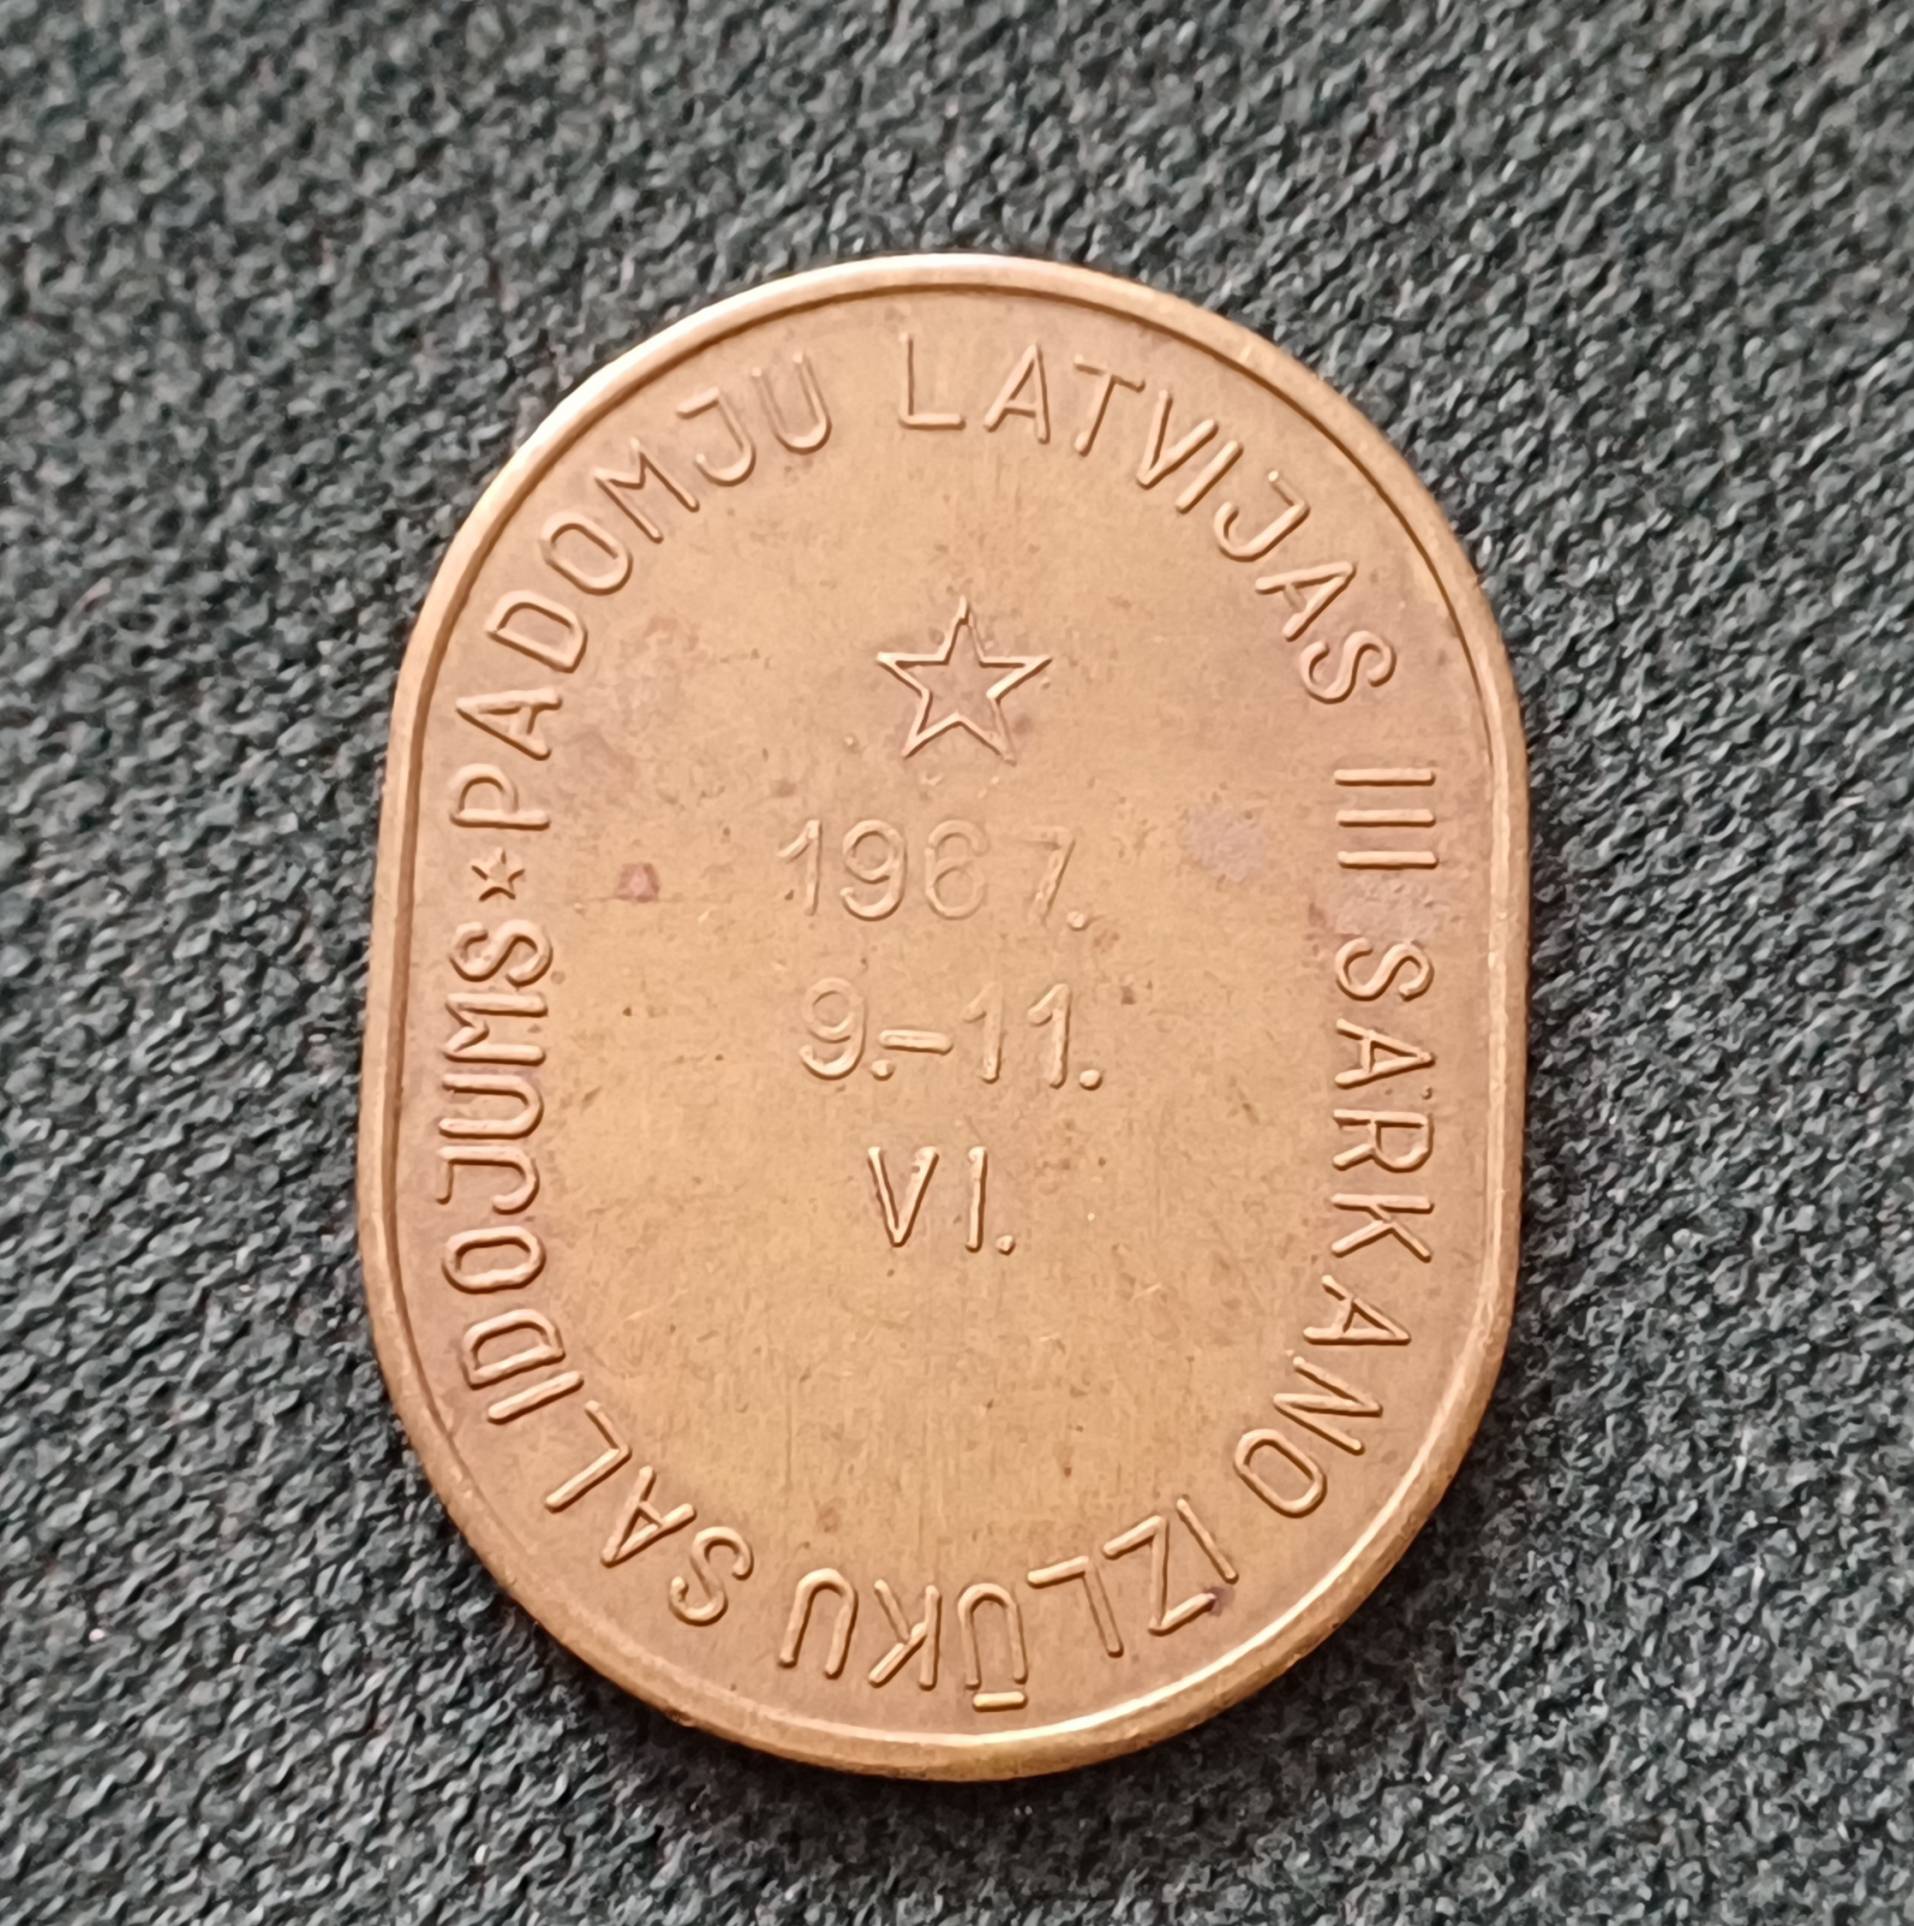 PADOMJU LATVIJAS III SARKANO IZLŪKU SALIDOJUMS
1967.
9.-11.
VI.